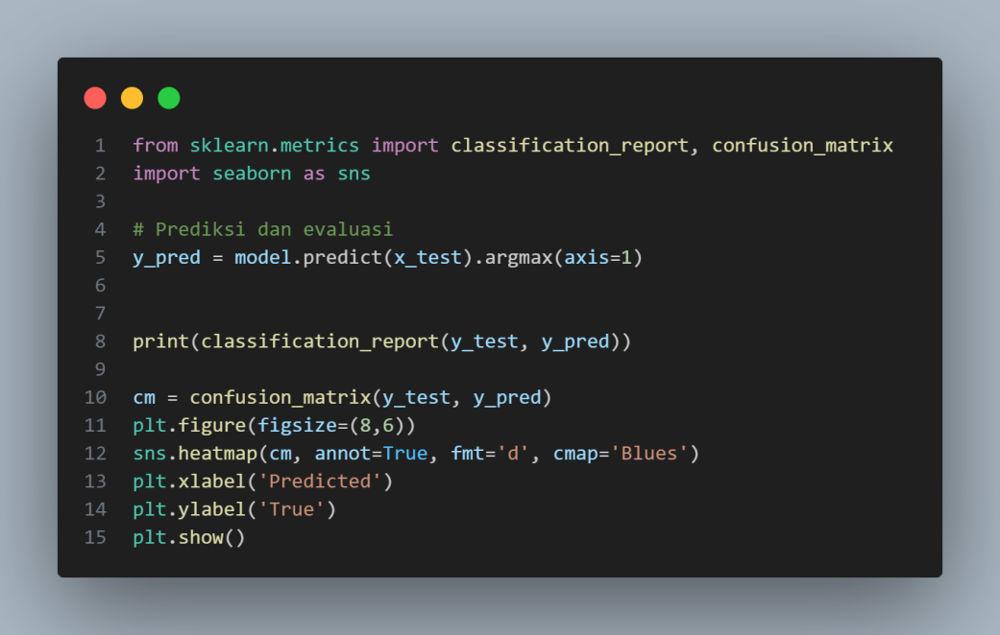 1 from sklearn.metrics import classification_report, confusion_matrix
2 import seaborn as sns
3
4 # Prediksi dan evaluasi
5 y_pred = model.predict(x_test).argmax(axis=1)
6
7
8 print(classification_report(y_test, y_pred))
9
10 cm = confusion_matrix(y_test, y_pred)
11 plt.figure(figsize=(8,6))
12 sns.heatmap(cm, annot=True, fmt='d', cmap='Blues')
13 plt.xlabel('Predicted')
14 plt.ylabel('True')
15 plt.show()